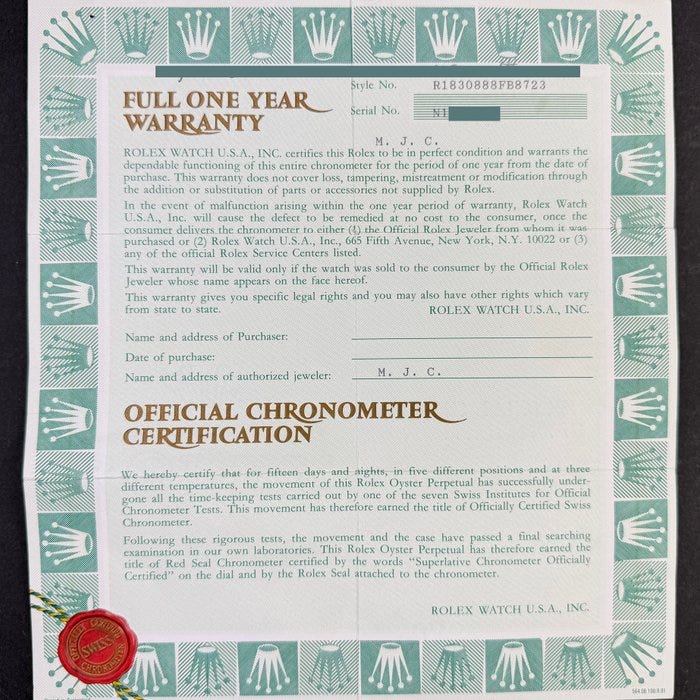 Style No. R1830888FB8723
FULL ONE YEAR
WARRANTY
Serial No. N1
M. J. C.
ROLEX WATCH U.S.A., INC. certifies this Rolex to be in perfect condition and warrants the
dependable functioning of this entire chronometer for the period of one year from the date of
purchase. This warranty does not cover loss, tampering, mistreatment or modification through
the addition or substitution of parts or accessories not supplied by Rolex.
In the event of malfunction arising within the one year period of warranty, Rolex Watch
U.S.A., Inc. will cause the defect to be remedied at no cost to the consumer, once the
consumer delivers the chronometer to either (1) the Official Rolex Jeweler from whom it was
purchased or (2) Rolex Watch U.S.A., Inc., 665 Fifth Avenue, New York, N.Y. 10022 or (3)
any of the official Rolex Service Centers listed.
This warranty will be valid only if the watch was sold to the consumer by the Official Rolex
Jeweler whose name appears on the face hereof.
This warranty gives you specific legal rights and you may also have other rights which vary
from state to state. ROLEX WATCH U.S.A., INC.
Name and address of Purchaser:
Date of purchase:
Name and address of authorized jeweler: M. J. C.
OFFICIAL CHRONOMETER
CERTIFICATION
We hereby certify that for fifteen days and nights, in five different positions and at three
different temperatures, the movement of this Rolex Oyster Perpetual has successfully under-
gone all the time-keeping tests carried out by one of the seven Swiss Institutes for Official
Chronometer Tests. This movement has therefore earned the title of Officially Certified Swiss
Chronometer.
Following these rigorous tests, the movement and the case have passed a final searching
examination in our own laboratories. This Rolex Oyster Perpetual has therefore earned the
title of Red Seal Chronometer certified by the words “Superlative Chronometer Officially
Certified” on the dial and by the Rolex Seal attached to the chronometer.
ROLEX WATCH U.S.A., INC.
OFFICIALLY CERTIFIED
SWISS
CHRONOMETER